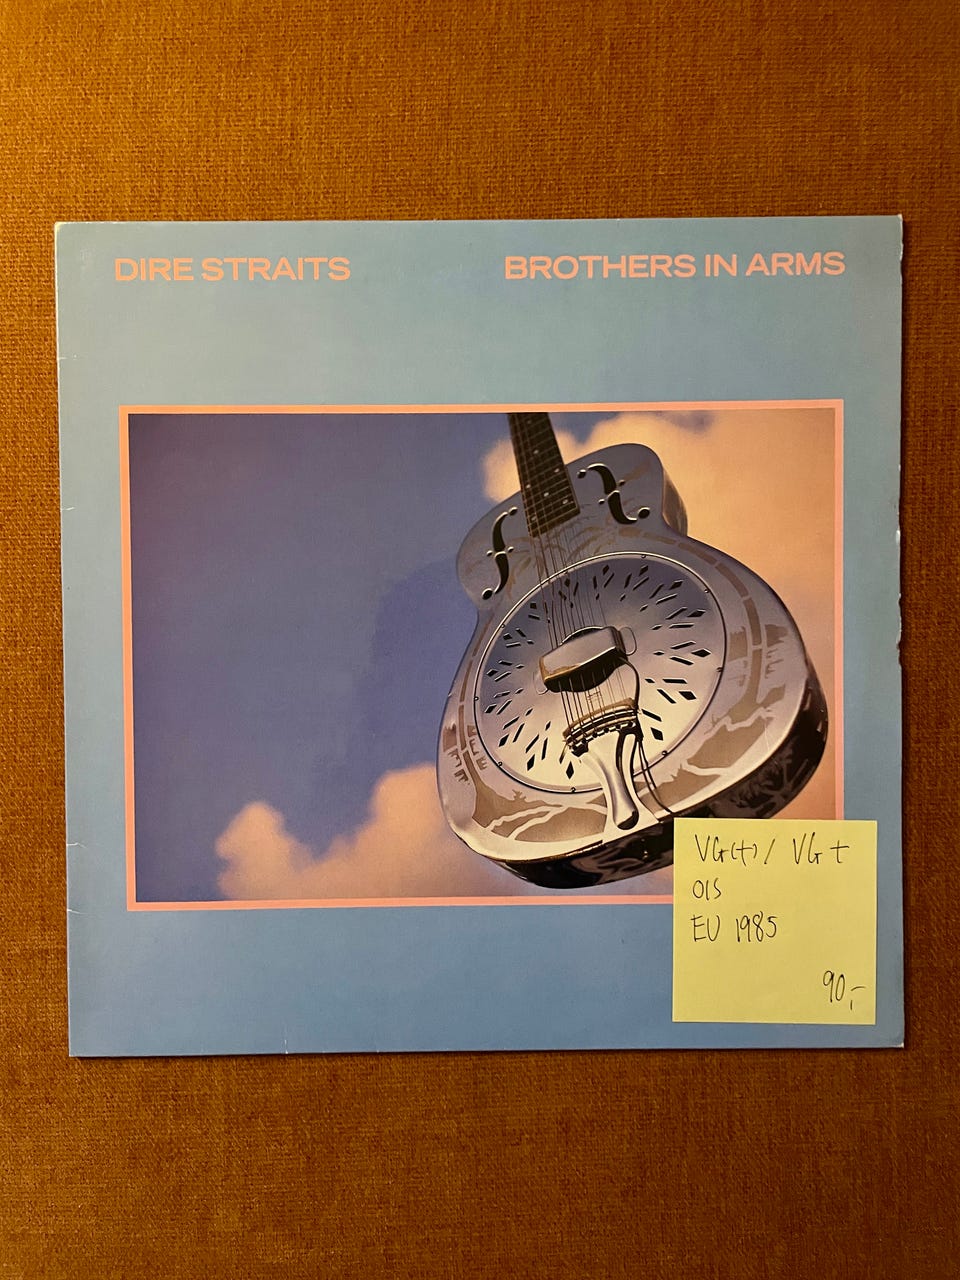 DIRE STRAITS BROTHERS IN ARMS
VG(+) / VG+
OIS
EU 1985
90,-